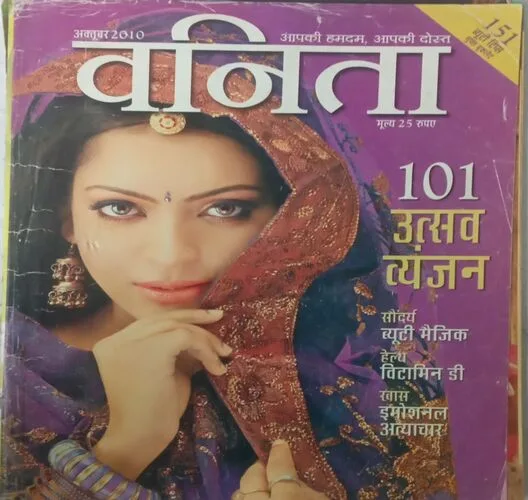 अक्तूबर 2010
आपकी हमदम, आपकी दोस्त
वनिता
मूल्य 25 रुपए
151
ब्यूटी टिप्स
101
उत्सव
व्यंजन
सौंदर्य
ब्यूटी मैजिक
हेल्थ
विटामिन डी
खास
इमोशनल
अत्याचार